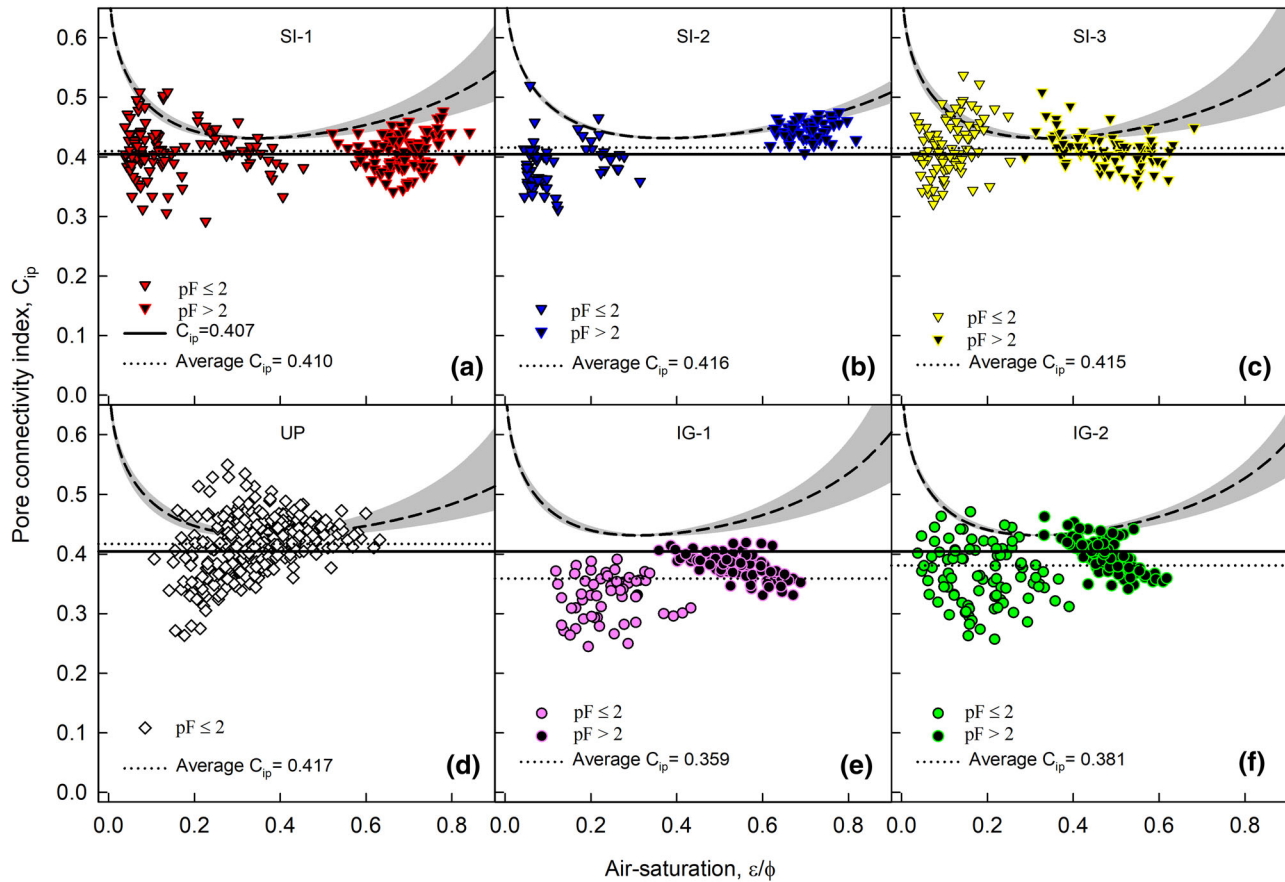 Pore connectivity index, C_ip
0.6
0.5
0.4
0.3
0.2
0.1
0.0
SI-1
pF ≤ 2
pF > 2
C_ip=0.407
Average C_ip= 0.410
(a)
SI-2
pF ≤ 2
pF > 2
Average C_ip= 0.416
(b)
SI-3
pF ≤ 2
pF > 2
Average C_ip= 0.415
(c)
0.6
0.5
0.4
0.3
0.2
0.1
0.0
UP
pF ≤ 2
Average C_ip= 0.417
(d)
IG-1
pF ≤ 2
pF > 2
Average C_ip= 0.359
(e)
IG-2
pF ≤ 2
pF > 2
Average C_ip= 0.381
(f)
0.0 0.2 0.4 0.6 0.8
0.0 0.2 0.4 0.6 0.8
0.0 0.2 0.4 0.6 0.8
Air-saturation, ε/ϕ